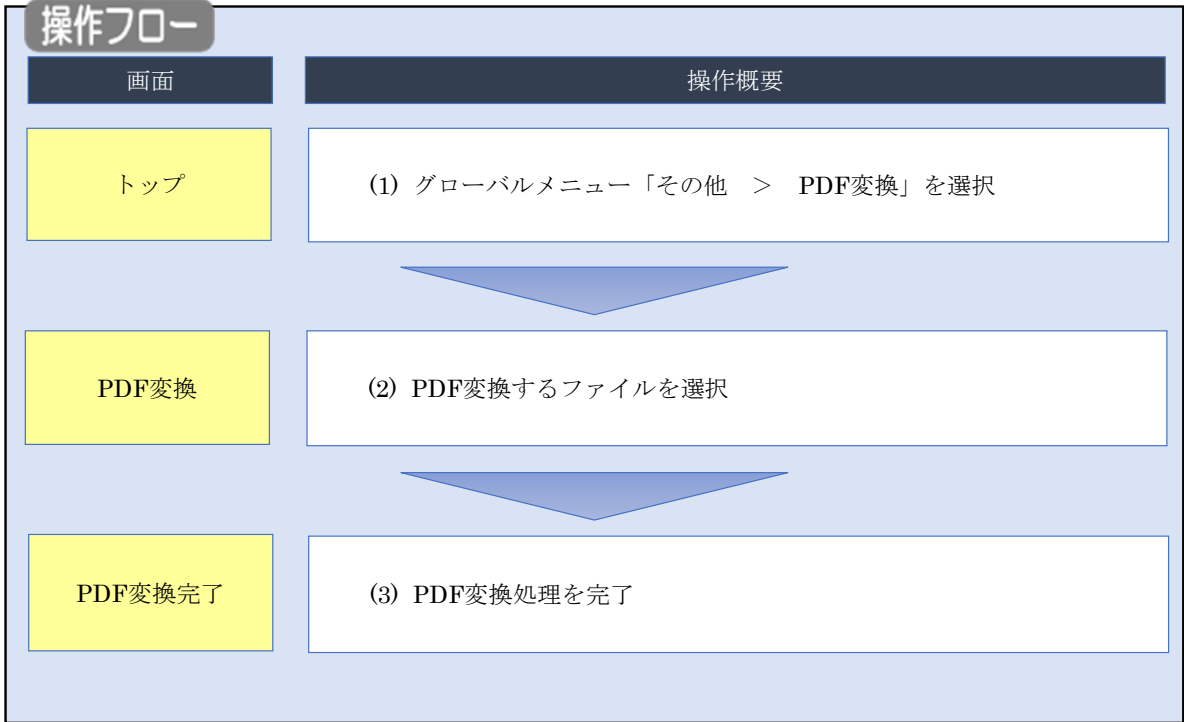 操作フロー
画面
操作概要
トップ
(1) グローバルメニュー「その他　＞　PDF変換」を選択
PDF変換
(2) PDF変換するファイルを選択
PDF変換完了
(3) PDF変換処理を完了